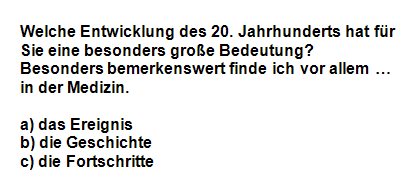 Welche Entwicklung des 20. Jahrhunderts hat für
Sie eine besonders große Bedeutung?
Besonders bemerkenswert finde ich vor allem ...
in der Medizin.
a) das Ereignis
b) die Geschichte
c) die Fortschritte